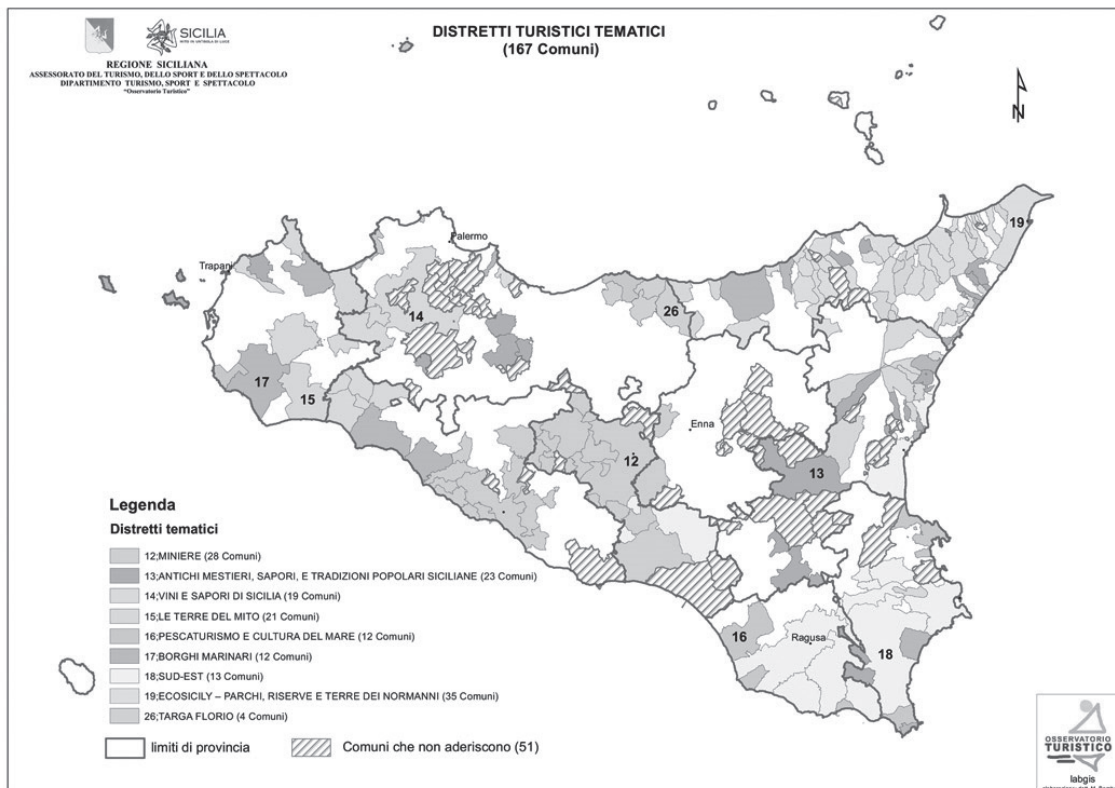 SICILIA
REGIONE SICILIANA
ASSESSORATO DEL TURISMO, DELLO SPORT E DELLO SPETTACOLO
DIPARTIMENTO TURISMO, SPORT E SPETTACOLO
"Osservatorio Turistico"
DISTRETTI TURISTICI TEMATICI
(167 Comuni)
N
19
Palermo
Trapani
14
26
17
15
12
Enna
13
16
Ragusa
18
Legenda
Distretti tematici
12;MINIERE (28 Comuni)
13;ANTICHI MESTIERI, SAPORI, E TRADIZIONI POPOLARI SICILIANE (23 Comuni)
14;VINI E SAPORI DI SICILIA (19 Comuni)
15;LE TERRE DEL MITO (21 Comuni)
16;PESCATURISMO E CULTURA DEL MARE (12 Comuni)
17;BORGHI MARINARI (12 Comuni)
18;SUD-EST (13 Comuni)
19;ECOSICILY – PARCHI, RISERVE E TERRE DEI NORMANNI (35 Comuni)
26;TARGA FLORIO (4 Comuni)
limiti di provincia
Comuni che non aderiscono (51)
OSSERVATORIO
TURISTICO
labgis